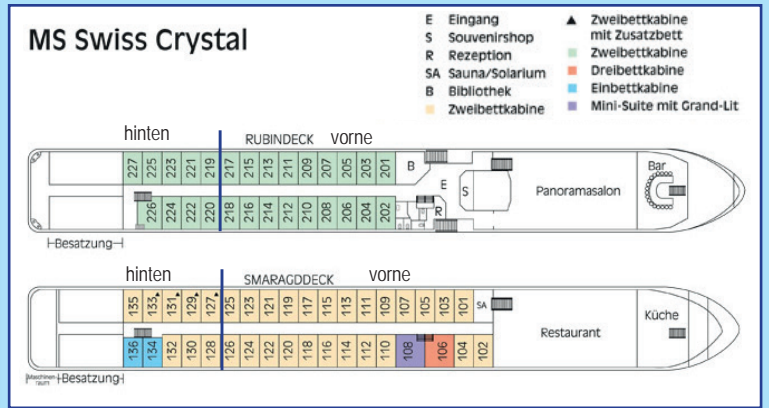 MS Swiss Crystal
E Eingang
S Souvenirshop
R Rezeption
SA Sauna/Solarium
B Bibliothek
Zweibettkabine
▲ Zweibettkabine
mit Zusatzbett
Zweibettkabine
Dreibettkabine
Einbettkabine
Mini-Suite mit Grand-Lit
hinten RUBINDECK vorne
227 225 223 221 219 217 215 213 211 209 207 205 203 201
B
E
S
R
Panoramasalon
Bar
226 224 222 220 218 216 214 212 210 208 206 204 202
Besatzung
hinten SMARAGDDECK vorne
135 133▲ 131▲ 129▲ 127▲ 125 123 121 119 117 115 113 111 109 107 105 103 101 SA
Restaurant
Küche
136 134 132 130 128 126 124 122 120 118 116 114 112 110 108 106 104 102
Maschinen
raum
Besatzung